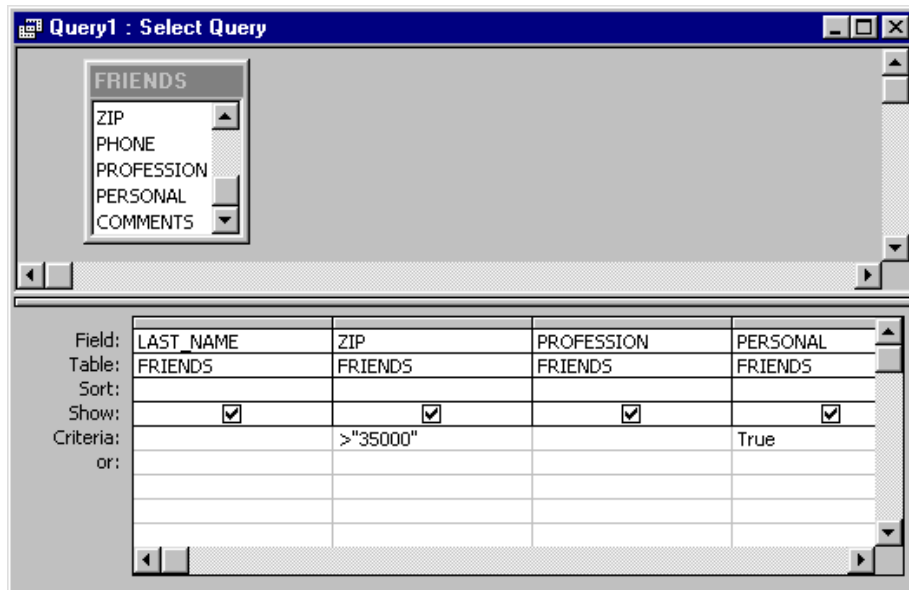 Query1 : Select Query
FRIENDS
ZIP
PHONE
PROFESSION
PERSONAL
COMMENTS
Field: LAST_NAME ZIP PROFESSION PERSONAL
Table: FRIENDS FRIENDS FRIENDS FRIENDS
Sort:
Show:
Criteria: >"35000" True
or: